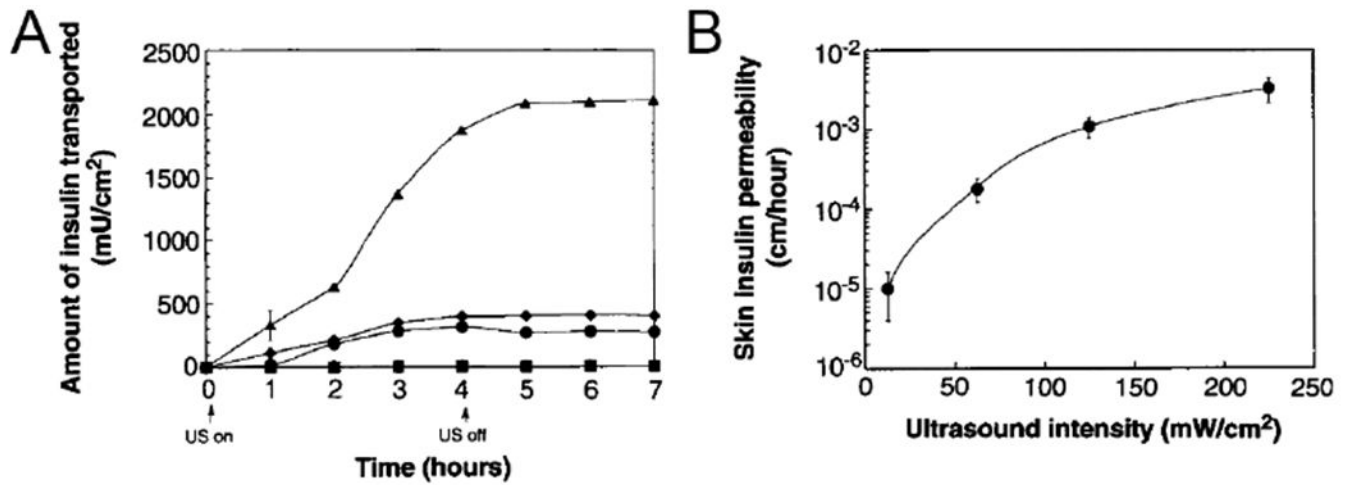 A
Amount of insulin transported
(mU/cm²)
2500
2000
1500
1000
500
0
0 1 2 3 4 5 6 7
US on US off
Time (hours)
B
Skin insulin permeability
(cm/hour)
10⁻²
10⁻³
10⁻⁴
10⁻⁵
10⁻⁶
0 50 100 150 200 250
Ultrasound intensity (mW/cm²)